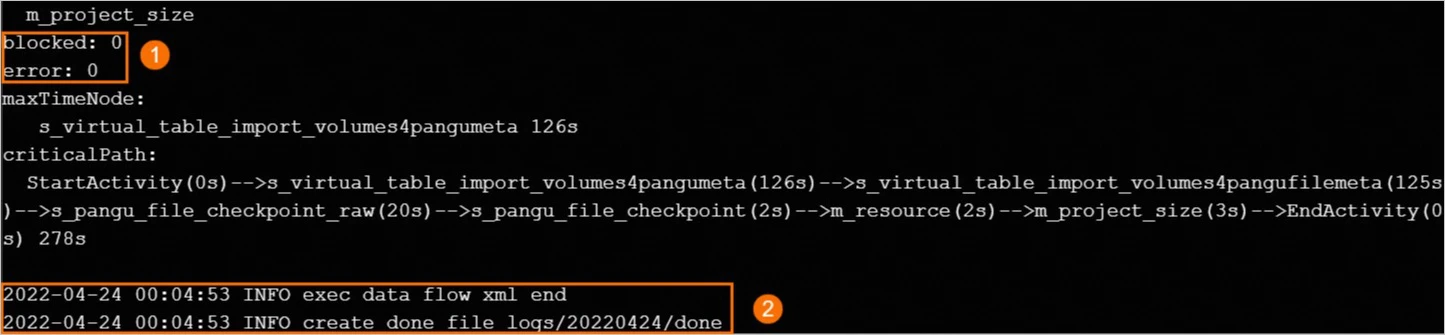 m_project_size
blocked: 0
error: 0
1
maxTimeNode:
s_virtual_table_import_volumes4pangumeta 126s
criticalPath:
StartActivity(0s)-->s_virtual_table_import_volumes4pangumeta(126s)-->s_virtual_table_import_volumes4pangufilemeta(125s
)-->s_pangu_file_checkpoint_raw(20s)-->s_pangu_file_checkpoint(2s)-->m_resource(2s)-->m_project_size(3s)-->EndActivity(0
s) 278s
2022-04-24 00:04:53 INFO exec data flow xml end
2022-04-24 00:04:53 INFO create done file logs/20220424/done
2